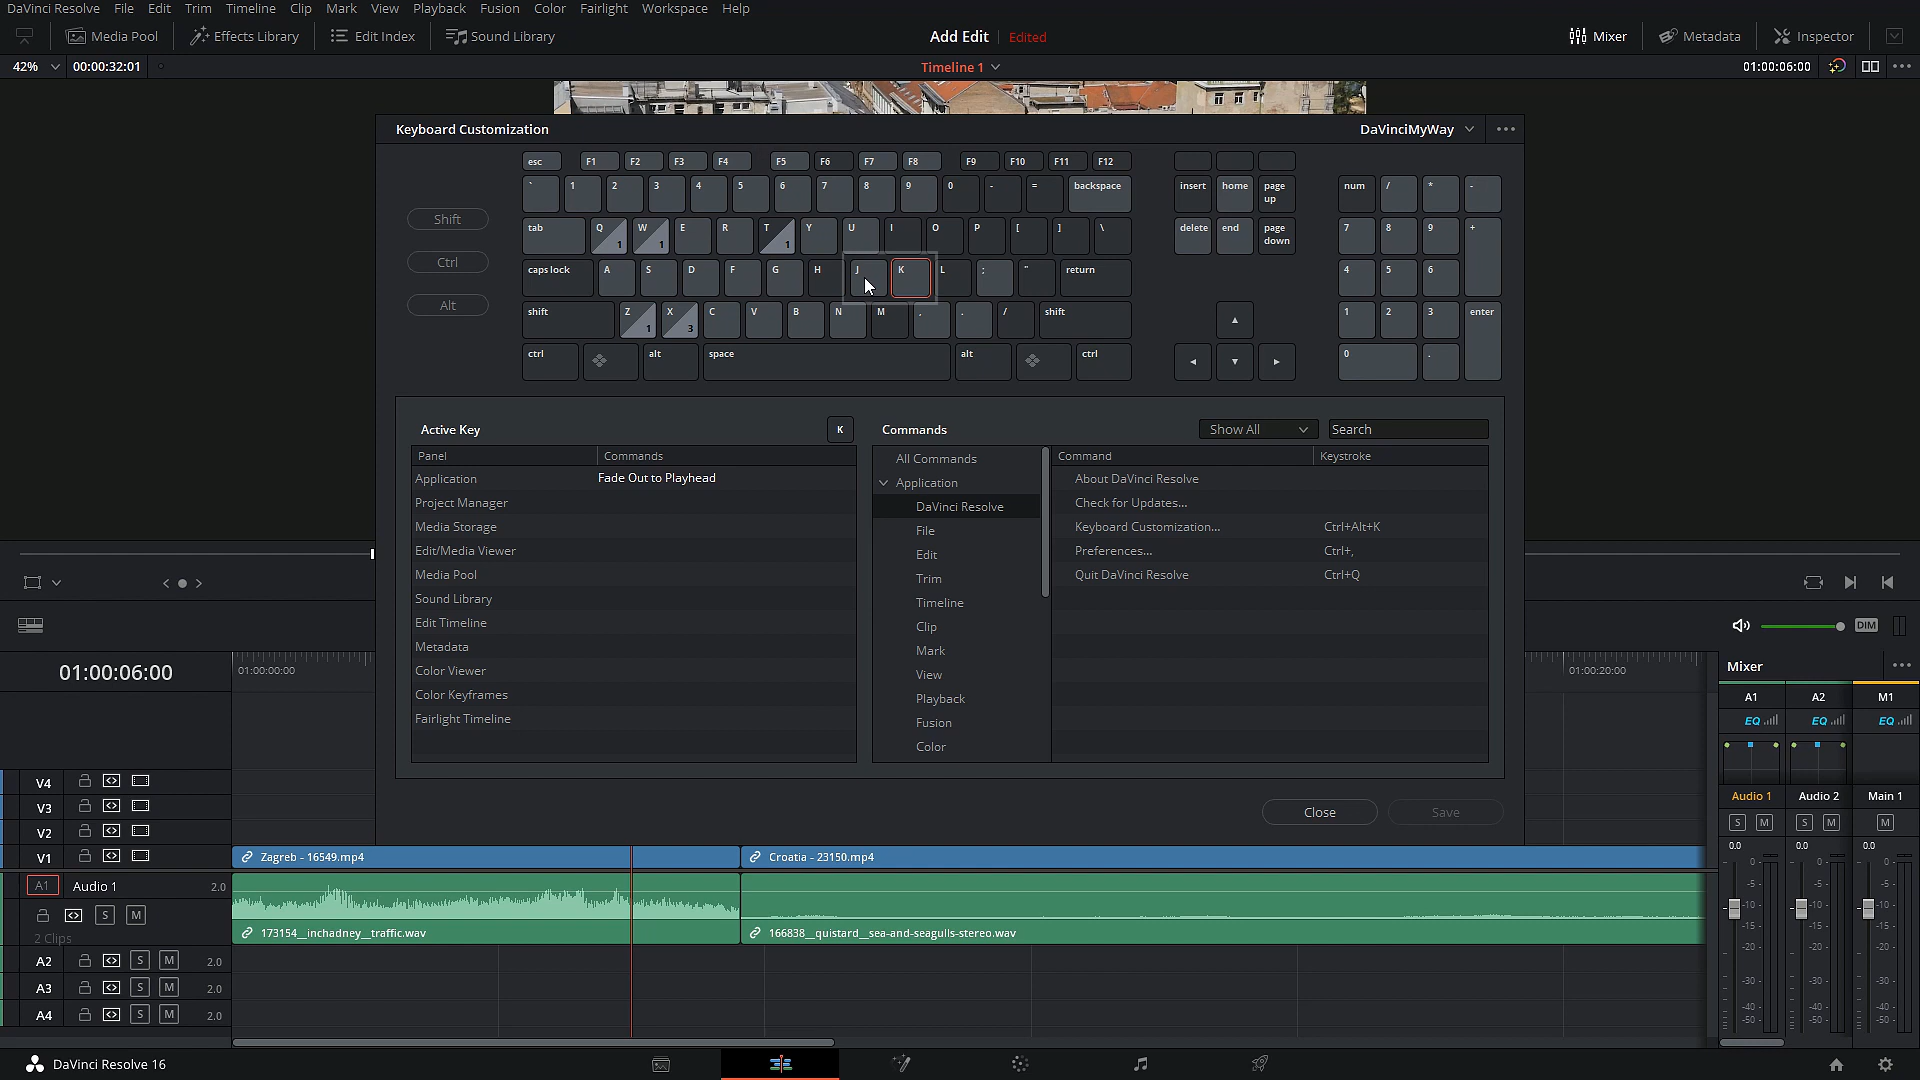 DaVinci Resolve File Edit Trim Timeline Clip Mark View Playback Fusion Color Fairlight Workspace Help
Media Pool Effects Library Edit Index Sound Library Add Edit Edited Mixer Metadata Inspector
42% 00:00:32:01 Timeline 1 01:00:06:00
Keyboard Customization DaVinciMyWay
esc F1 F2 F3 F4 F5 F6 F7 F8 F9 F10 F11 F12
` 1 2 3 4 5 6 7 8 9 0 - = backspace insert home page up num / * -
Shift
tab Q 1 W 1 E R T 1 Y U I O P [ ] \ delete end page down 7 8 9 +
Ctrl
caps lock A S D F G H J K L ; " return 4 5 6
Alt
shift Z 1 X 3 C V B N M , . / shift 1 2 3 enter
ctrl alt space alt ctrl 0 .
Active Key K Commands Show All Search
Panel Commands
Application Fade Out to Playhead
Project Manager
Media Storage
Edit/Media Viewer
Media Pool
Sound Library
Edit Timeline
Metadata
Color Viewer
Color Keyframes
Fairlight Timeline
All Commands
Application
DaVinci Resolve
File
Edit
Trim
Timeline
Clip
Mark
View
Playback
Fusion
Color
Command Keystroke
About DaVinci Resolve
Check for Updates...
Keyboard Customization... Ctrl+Alt+K
Preferences... Ctrl+,
Quit DaVinci Resolve Ctrl+Q
Close Save
DIM
01:00:06:00 01:00:00:00 01:00:20:00
V4
V3
V2
V1 Zagreb - 16549.mp4 Croatia - 23150.mp4
A1 Audio 1 2.0
S M
2 Clips
173154__inchadney__traffic.wav 166838__quistard__sea-and-seagulls-stereo.wav
A2 S M 2.0
A3 S M 2.0
A4 S M 2.0
Mixer
A1 A2 M1
EQ EQ EQ
Audio 1 Audio 2 Main 1
S M S M M
0.0 0.0 0.0
0 0 0
-5 -5 -5
-10 -10 -10
-15 -15 -15
-20 -20 -20
-30 -30 -30
-40 -40 -40
-50 -50 -50
DaVinci Resolve 16